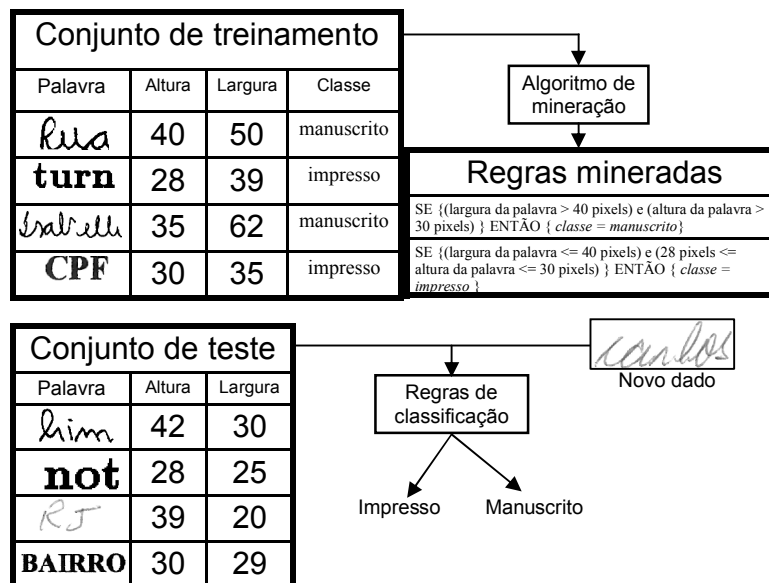 Conjunto de treinamento
Palavra Altura Largura Classe
Rua 40 50 manuscrito
turn 28 39 impresso
Isabelli 35 62 manuscrito
CPF 30 35 impresso
Algoritmo de
mineração
Regras mineradas
SE {(largura da palavra > 40 pixels) e (altura da palavra >
30 pixels) } ENTÃO { classe = manuscrito}
SE {(largura da palavra <= 40 pixels) e (28 pixels <=
altura da palavra <= 30 pixels) } ENTÃO { classe =
impresso }
Conjunto de teste
Palavra Altura Largura
him 42 30
not 28 25
RJ 39 20
BAIRRO 30 29
carlos
Novo dado
Regras de
classificação
Impresso Manuscrito